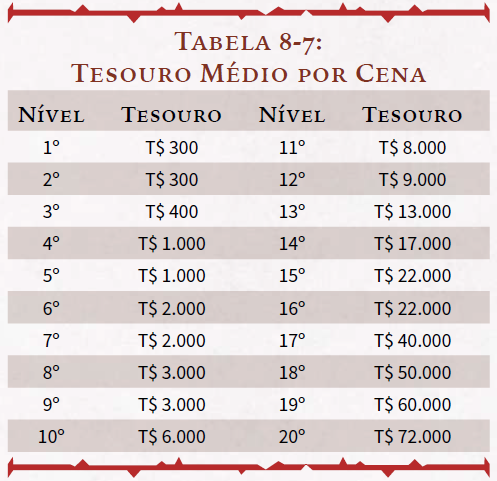 Tabela 8-7:
Tesouro Médio por Cena
Nível Tesouro Nível Tesouro
1º T$ 300 11º T$ 8.000
2º T$ 300 12º T$ 9.000
3º T$ 400 13º T$ 13.000
4º T$ 1.000 14º T$ 17.000
5º T$ 1.000 15º T$ 22.000
6º T$ 2.000 16º T$ 22.000
7º T$ 2.000 17º T$ 40.000
8º T$ 3.000 18º T$ 50.000
9º T$ 3.000 19º T$ 60.000
10º T$ 6.000 20º T$ 72.000